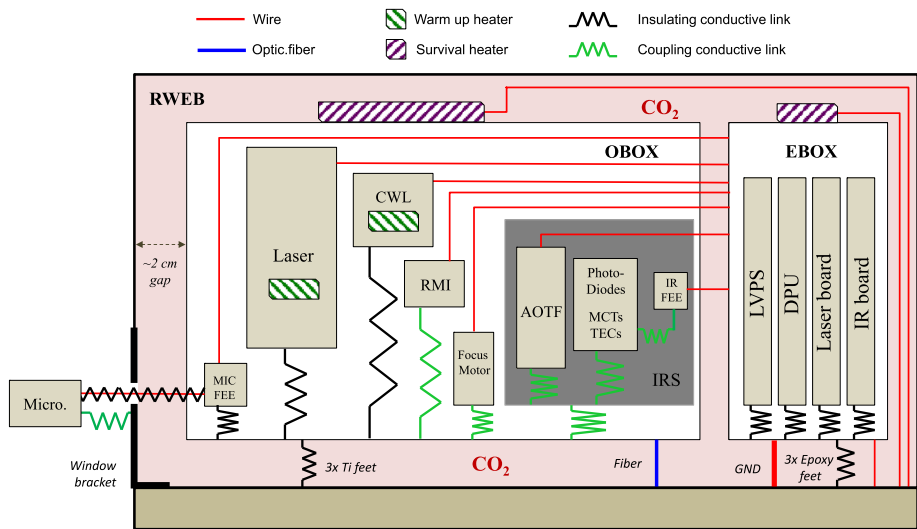 Wire
Warm up heater
Insulating conductive link
Optic.fiber
Survival heater
Coupling conductive link
RWEB
CO₂
OBOX
EBOX
CWL
~2 cm
gap
Laser
RMI
AOTF
Photo-
Diodes
MCTs
TECs
IR
FEE
LVPS
DPU
Laser board
IR board
Focus
Motor
IRS
MIC
FEE
Micro.
Window
bracket
3x Ti feet
CO₂
Fiber
GND
3x Epoxy
feet